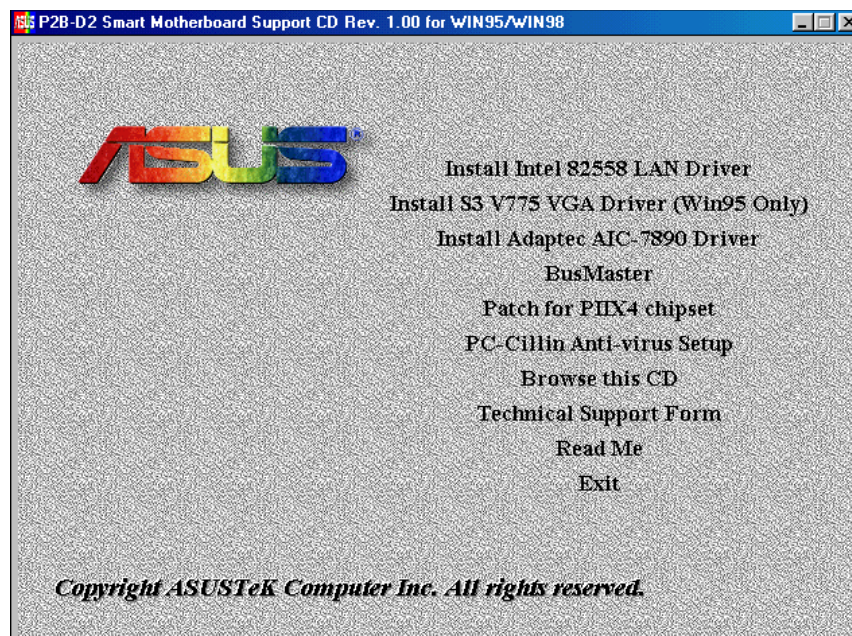 ASUS P2B-D2 Smart Motherboard Support CD Rev. 1.00 for WIN95/WIN98
ASUS®
Install Intel 82558 LAN Driver
Install S3 V775 VGA Driver (Win95 Only)
Install Adaptec AIC-7890 Driver
BusMaster
Patch for PIIX4 chipset
PC-Cillin Anti-virus Setup
Browse this CD
Technical Support Form
Read Me
Exit
Copyright ASUSTeK Computer Inc. All rights reserved.